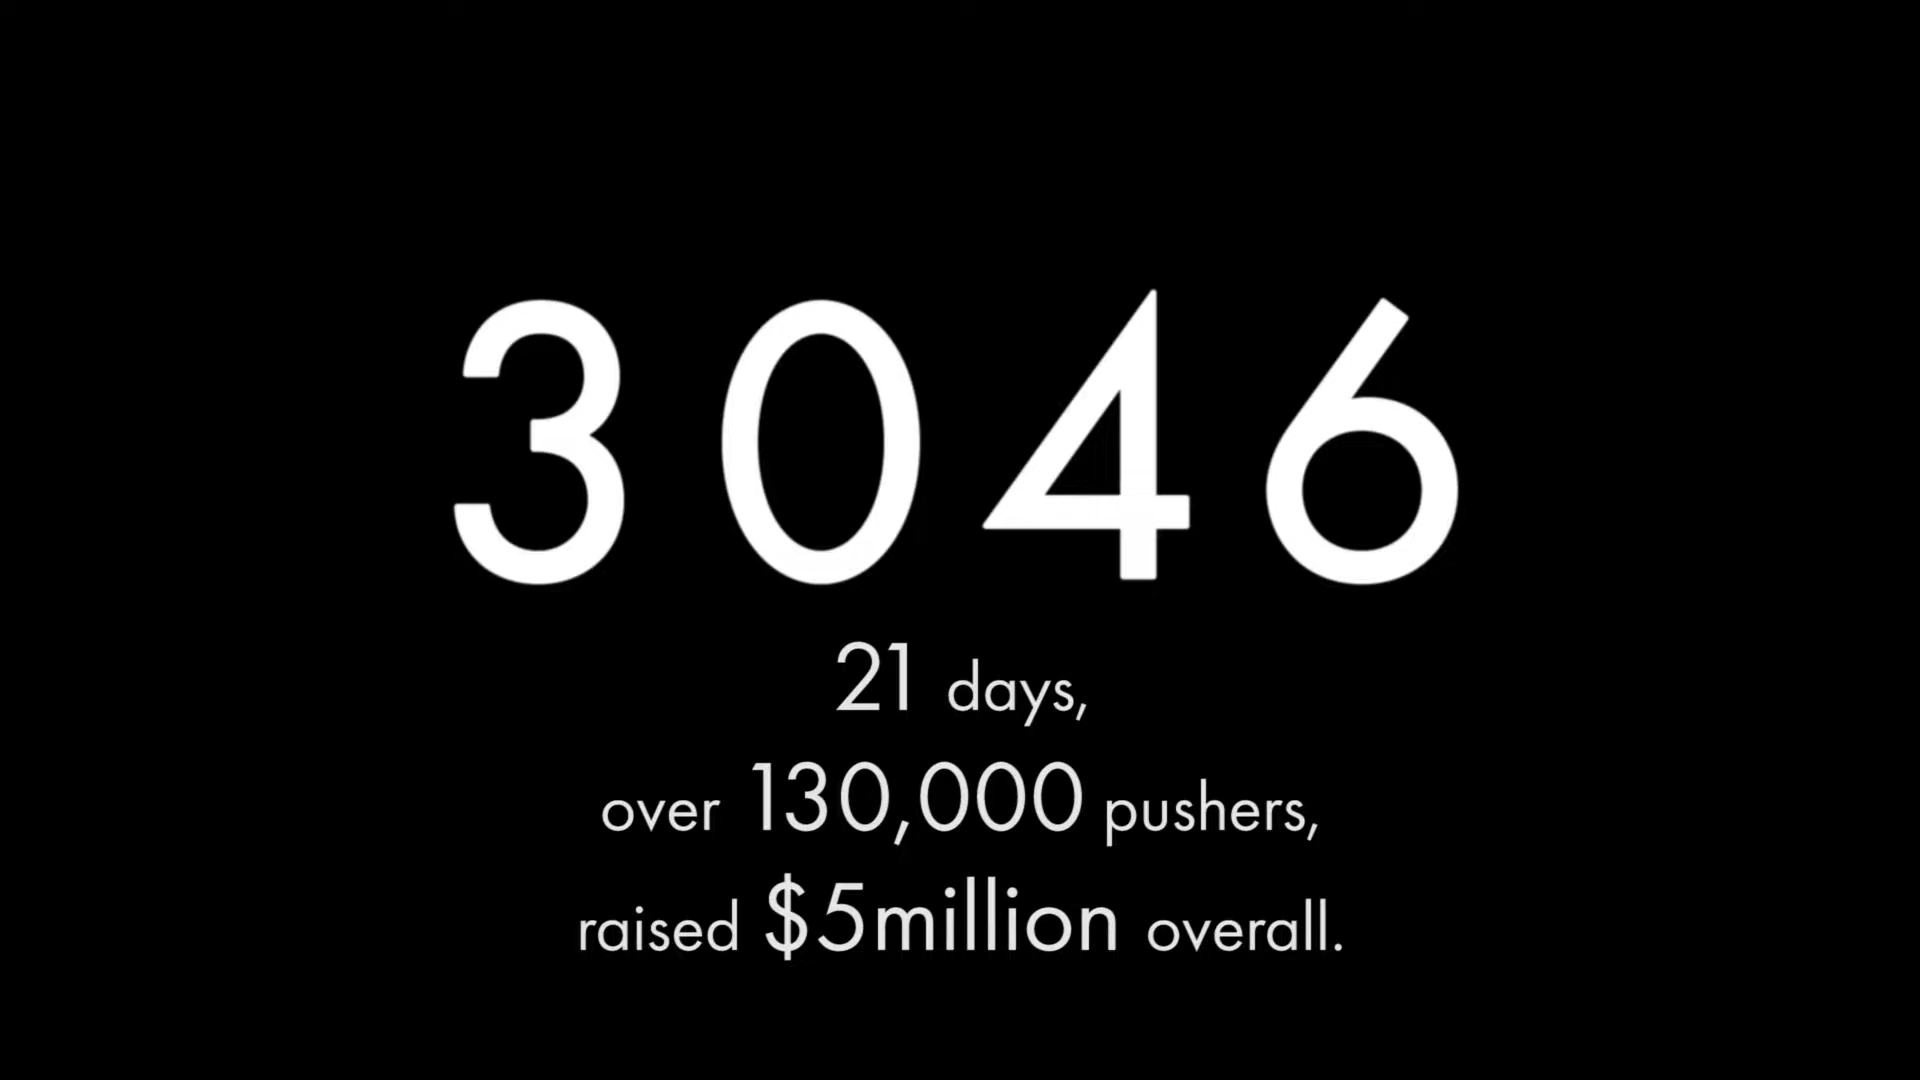 3046
21 days,
over 130,000 pushers,
raised $5million overall.